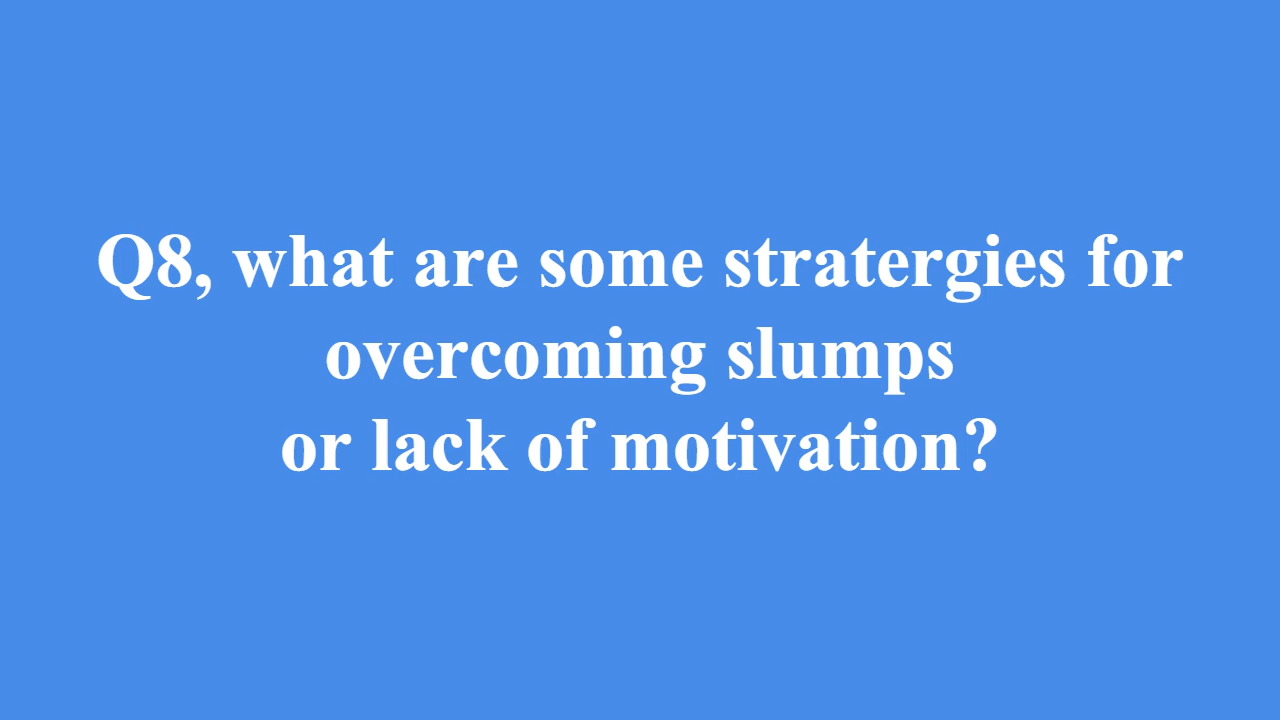 Q8, what are some stratergies for
overcoming slumps
or lack of motivation?